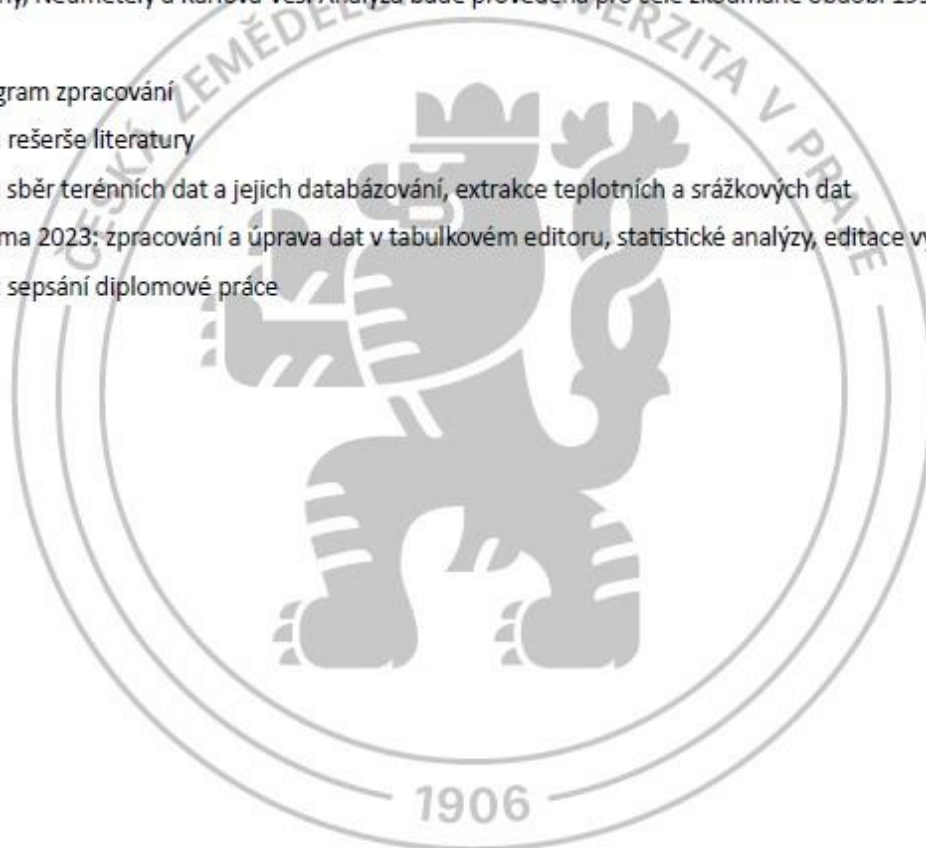 Neumětely a Karlova Ves. Analýza bude provedena pro celé zkoumané období
gram zpracování
rešerše literatury
sběr terénních dat a jejich databázování, extrakce teplotních a srážkových dat
ma 2023: zpracování a úprava dat v tabulkovém editoru, statistické analýzy, editace
sepsání diplomové práce
ČESKÁ ZEMĚDĚLSKÁ UNIVERZITA V PRAZE
1906